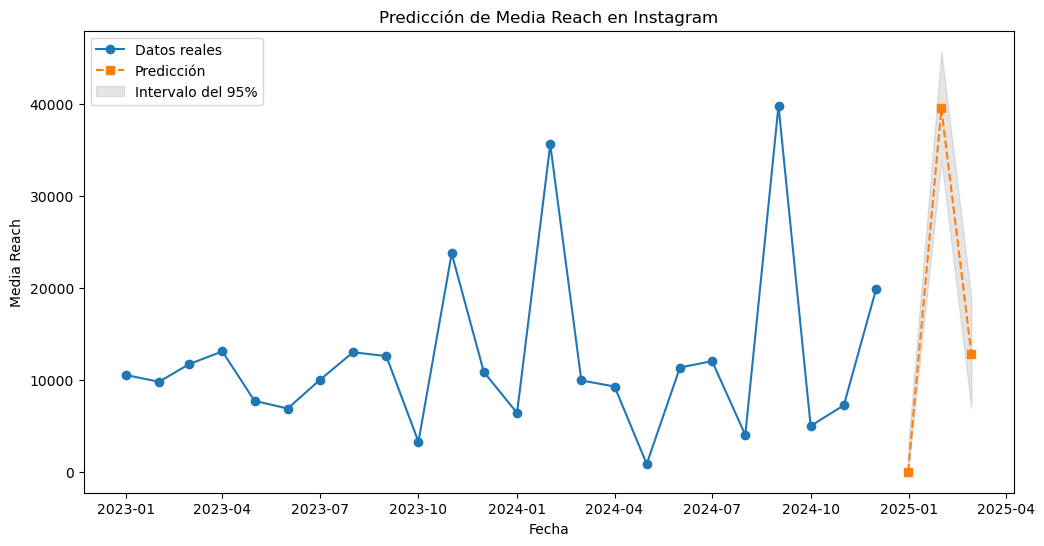 Predicción de Media Reach en Instagram
Datos reales
Predicción
Intervalo del 95%
Media Reach
40000
30000
20000
10000
0
2023-01 2023-04 2023-07 2023-10 2024-01 2024-04 2024-07 2024-10 2025-01 2025-04
Fecha